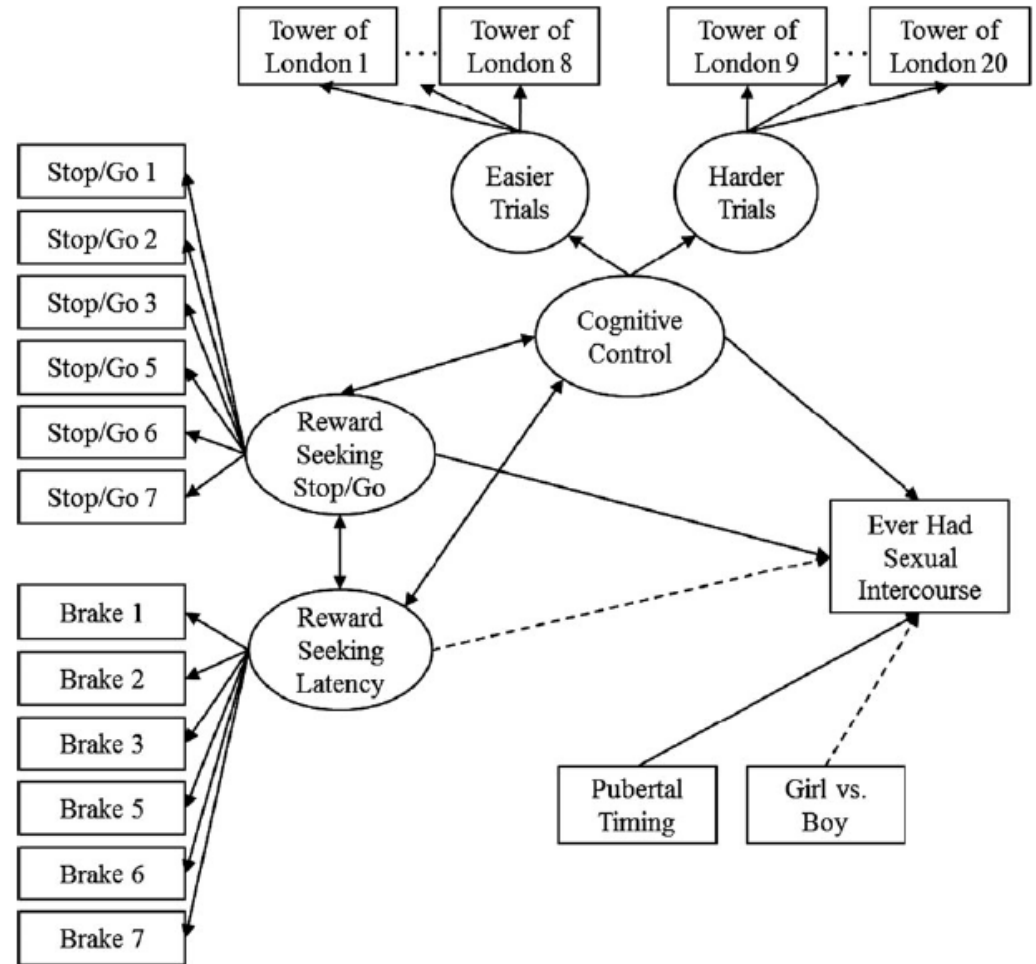 Tower of
London 1
...
Tower of
London 8
Tower of
London 9
...
Tower of
London 20
Easier
Trials
Harder
Trials
Stop/Go 1
Stop/Go 2
Stop/Go 3
Stop/Go 5
Stop/Go 6
Stop/Go 7
Cognitive
Control
Reward
Seeking
Stop/Go
Ever Had
Sexual
Intercourse
Brake 1
Brake 2
Brake 3
Brake 5
Brake 6
Brake 7
Reward
Seeking
Latency
Pubertal
Timing
Girl vs.
Boy